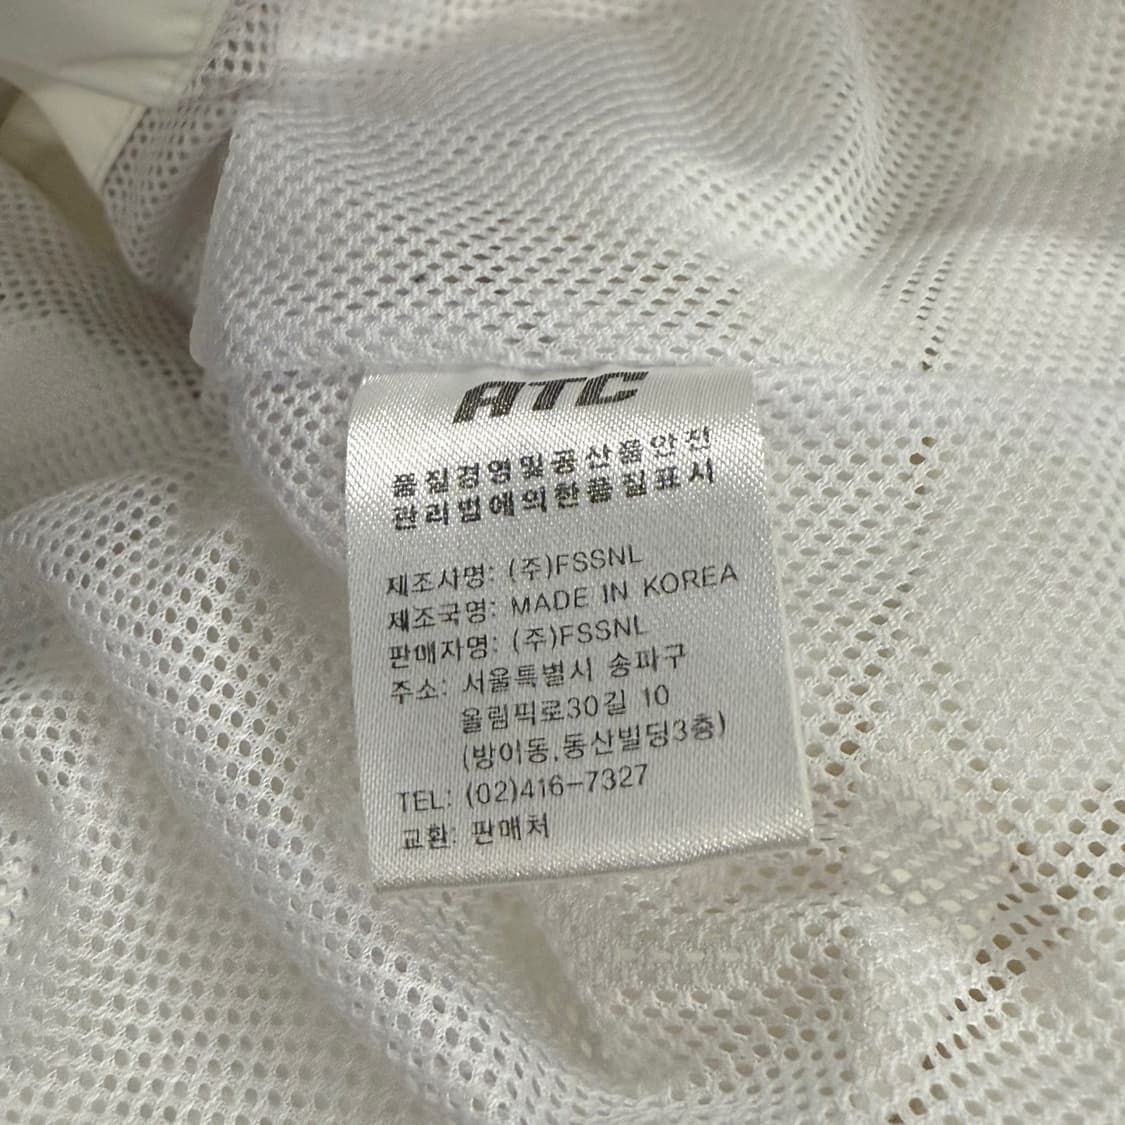 ATC
품질경영및공산품안전
관리법에의한품질표시
제조사명: (주)FSSNL
제조국명: MADE IN KOREA
판매자명: (주)FSSNL
주소: 서울특별시 송파구
올림픽로30길 10
(방이동,동산빌딩3층)
TEL: (02)416-7327
교환: 판매처